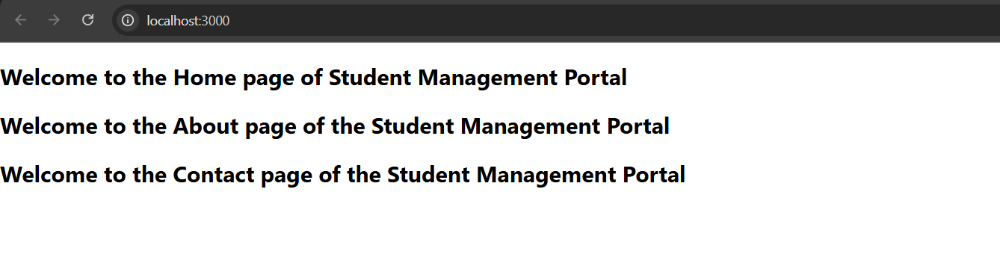 localhost:3000
Welcome to the Home page of Student Management Portal
Welcome to the About page of the Student Management Portal
Welcome to the Contact page of the Student Management Portal